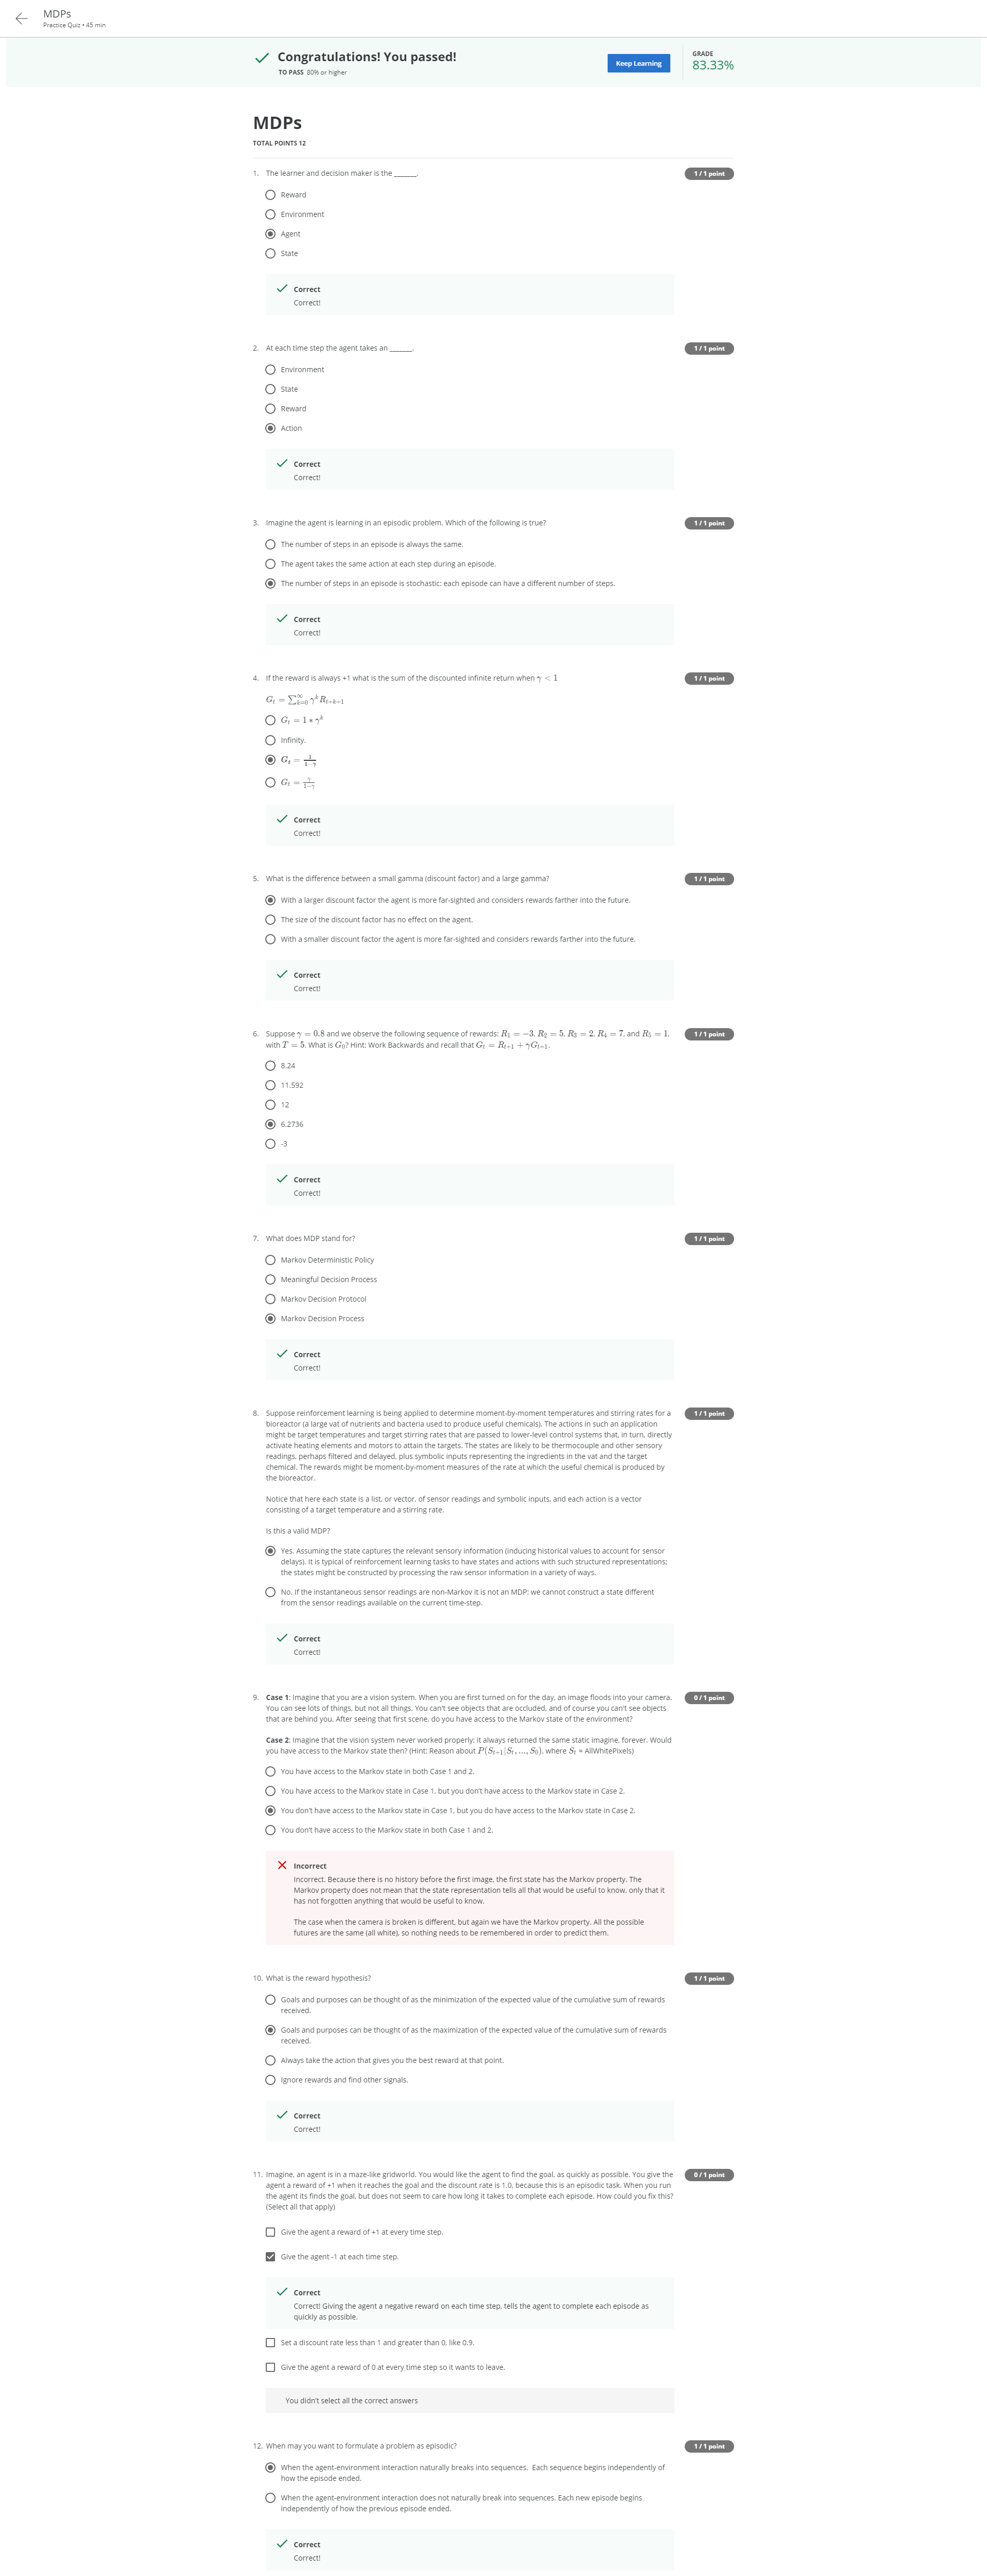 MDPs
Practice Quiz • 45 min
Congratulations! You passed!
TO PASS 80% or higher
Keep Learning
GRADE
83.33%
MDPs
TOTAL POINTS 12
1. The learner and decision maker is the _______.
1 / 1 point
Reward
Environment
Agent
State
Correct
Correct!
2. At each time step the agent takes an _______.
1 / 1 point
Environment
State
Reward
Action
Correct
Correct!
3. Imagine the agent is learning in an episodic problem. Which of the following is true?
1 / 1 point
The number of steps in an episode is always the same.
The agent takes the same action at each step during an episode.
The number of steps in an episode is stochastic: each episode can have a different number of steps.
Correct
Correct!
4. If the reward is always +1 what is the sum of the discounted infinite return when γ < 1
1 / 1 point
G_t = ∑_{k=0}^{∞} γ^k R_{t+k+1}
G_t = 1 * γ^k
Infinity.
G_t = 1/(1−γ)
G_t = γ/(1−γ)
Correct
Correct!
5. What is the difference between a small gamma (discount factor) and a large gamma?
1 / 1 point
With a larger discount factor the agent is more far-sighted and considers rewards farther into the future.
The size of the discount factor has no effect on the agent.
With a smaller discount factor the agent is more far-sighted and considers rewards farther into the future.
Correct
Correct!
6. Suppose γ = 0.8 and we observe the following sequence of rewards: R_1 = −3, R_2 = 5, R_3 = 2, R_4 = 7, and R_5 = 1,
with T = 5. What is G_0? Hint: Work Backwards and recall that G_t = R_{t+1} + γG_{t+1}.
1 / 1 point
8.24
11.592
12
6.2736
-3
Correct
Correct!
7. What does MDP stand for?
1 / 1 point
Markov Deterministic Policy
Meaningful Decision Process
Markov Decision Protocol
Markov Decision Process
Correct
Correct!
8. Suppose reinforcement learning is being applied to determine moment-by-moment temperatures and stirring rates for a
1 / 1 point
bioreactor (a large vat of nutrients and bacteria used to produce useful chemicals). The actions in such an application
might be target temperatures and target stirring rates that are passed to lower-level control systems that, in turn, directly
activate heating elements and motors to attain the targets. The states are likely to be thermocouple and other sensory
readings, perhaps filtered and delayed, plus symbolic inputs representing the ingredients in the vat and the target
chemical. The rewards might be moment-by-moment measures of the rate at which the useful chemical is produced by
the bioreactor.
Notice that here each state is a list, or vector, of sensor readings and symbolic inputs, and each action is a vector
consisting of a target temperature and a stirring rate.
Is this a valid MDP?
Yes. Assuming the state captures the relevant sensory information (inducing historical values to account for sensor
delays). It is typical of reinforcement learning tasks to have states and actions with such structured representations;
the states might be constructed by processing the raw sensor information in a variety of ways.
No. If the instantaneous sensor readings are non-Markov it is not an MDP: we cannot construct a state different
from the sensor readings available on the current time-step.
Correct
Correct!
9. Case 1: Imagine that you are a vision system. When you are first turned on for the day, an image floods into your camera.
0 / 1 point
You can see lots of things, but not all things. You can't see objects that are occluded, and of course you can't see objects
that are behind you. After seeing that first scene, do you have access to the Markov state of the environment?
Case 2: Imagine that the vision system never worked properly: it always returned the same static imagine, forever. Would
you have access to the Markov state then? (Hint: Reason about P(S_{t+1}|S_t, ..., S_0), where S_t = AllWhitePixels)
You have access to the Markov state in both Case 1 and 2.
You have access to the Markov state in Case 1, but you don't have access to the Markov state in Case 2.
You don't have access to the Markov state in Case 1, but you do have access to the Markov state in Case 2.
You don't have access to the Markov state in both Case 1 and 2.
Incorrect
Incorrect. Because there is no history before the first image, the first state has the Markov property. The
Markov property does not mean that the state representation tells all that would be useful to know, only that it
has not forgotten anything that would be useful to know.
The case when the camera is broken is different, but again we have the Markov property. All the possible
futures are the same (all white), so nothing needs to be remembered in order to predict them.
10. What is the reward hypothesis?
1 / 1 point
Goals and purposes can be thought of as the minimization of the expected value of the cumulative sum of rewards
received.
Goals and purposes can be thought of as the maximization of the expected value of the cumulative sum of rewards
received.
Always take the action that gives you the best reward at that point.
Ignore rewards and find other signals.
Correct
Correct!
11. Imagine, an agent is in a maze-like gridworld. You would like the agent to find the goal, as quickly as possible. You give the
0 / 1 point
agent a reward of +1 when it reaches the goal and the discount rate is 1.0, because this is an episodic task. When you run
the agent its finds the goal, but does not seem to care how long it takes to complete each episode. How could you fix this?
(Select all that apply)
Give the agent a reward of +1 at every time step.
Give the agent -1 at each time step.
Correct
Correct! Giving the agent a negative reward on each time step, tells the agent to complete each episode as
quickly as possible.
Set a discount rate less than 1 and greater than 0, like 0.9.
Give the agent a reward of 0 at every time step so it wants to leave.
You didn't select all the correct answers
12. When may you want to formulate a problem as episodic?
1 / 1 point
When the agent-environment interaction naturally breaks into sequences. Each sequence begins independently of
how the episode ended.
When the agent-environment interaction does not naturally break into sequences. Each new episode begins
independently of how the previous episode ended.
Correct
Correct!